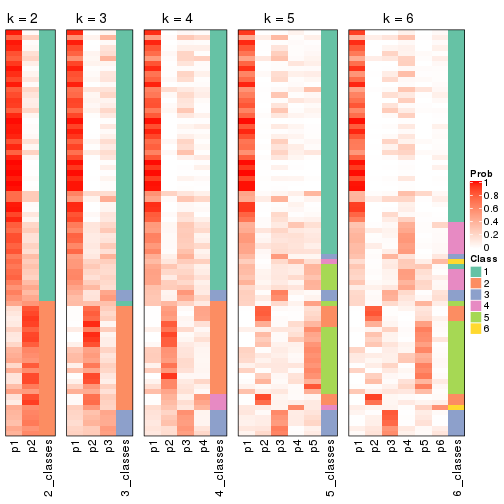 k = 2
k = 3
k = 4
k = 5
k = 6
Prob
1
0.8
0.6
0.4
0.2
0
Class
1
2
3
4
5
6
p1
p2
2_classes
p1
p2
p3
3_classes
p1
p2
p3
p4
4_classes
p1
p2
p3
p4
p5
5_classes
p1
p2
p3
p4
p5
p6
6_classes